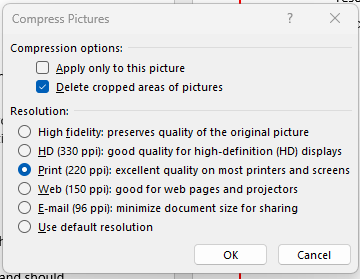 Compress Pictures
?
Compression options:
Apply only to this picture
Delete cropped areas of pictures
Resolution:
High fidelity: preserves quality of the original picture
HD (330 ppi): good quality for high-definition (HD) displays
Print (220 ppi): excellent quality on most printers and screens
Web (150 ppi): good for web pages and projectors
E-mail (96 ppi): minimize document size for sharing
Use default resolution
OK Cancel
and should